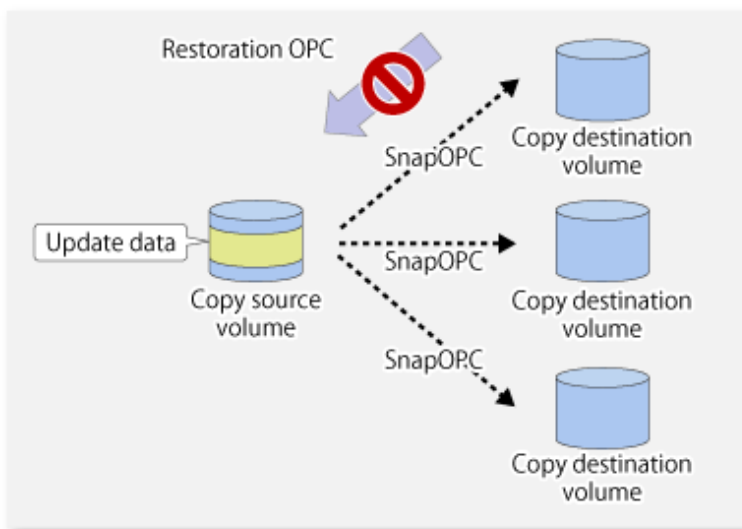 Restoration OPC
SnapOPC
Copy destination
volume
Update data
Copy source
volume
SnapOPC
Copy destination
volume
SnapOPC
Copy destination
volume